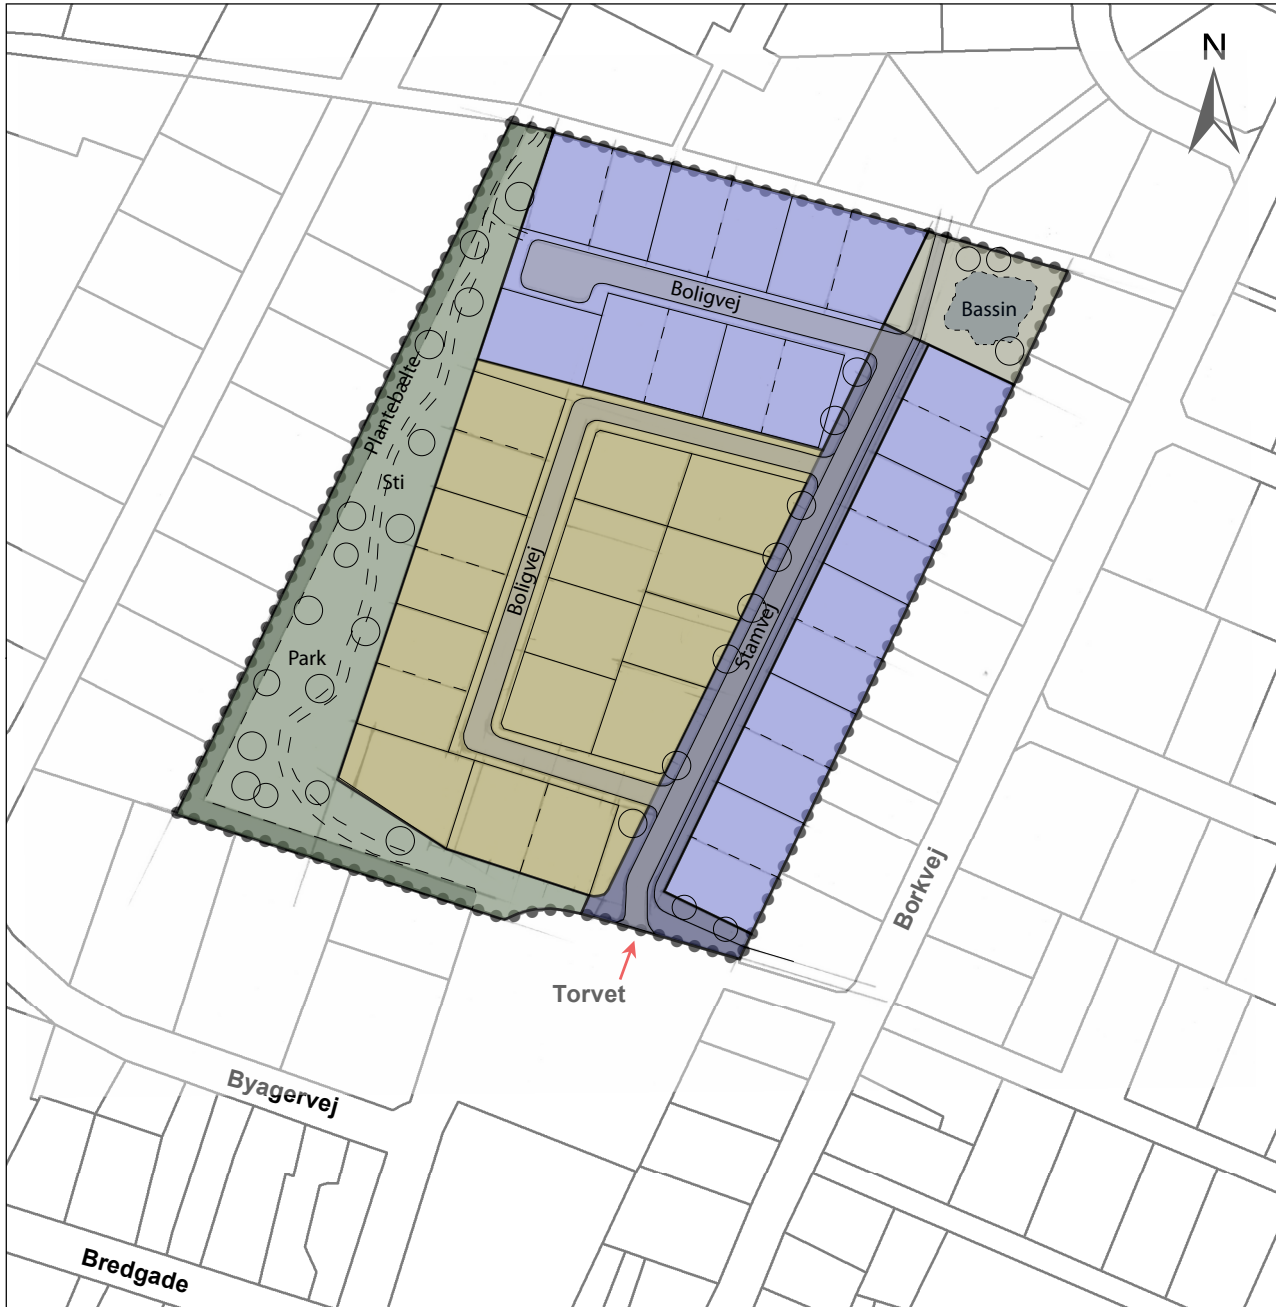 N
Boligvej
Bassin
Plantebælte
Sti
Boligvej
Stamvej
Park
Borkvej
Torvet
Byagervej
Bredgade